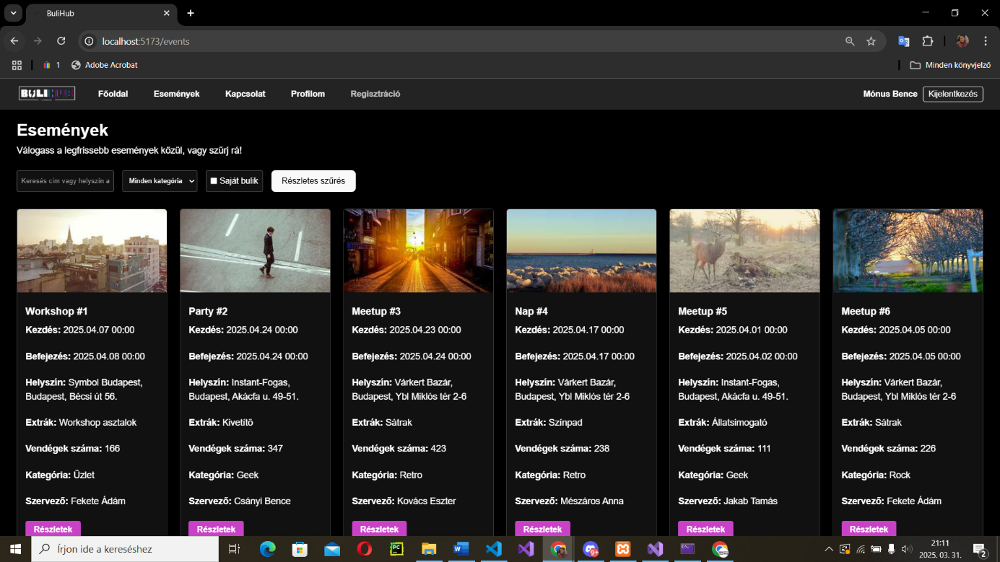 BuliHub
localhost:5173/events
1
Adobe Acrobat
Minden könyvjelző
BULIHUB
Főoldal
Események
Kapcsolat
Profilom
Regisztráció
Mónus Bence
Kijelentkezés
Események
Válogass a legfrissebb események közül, vagy szűrj rá!
Keresés cím vagy helyszín a
Minden kategória
Saját bulik
Részletes szűrés
Workshop #1
Kezdés: 2025.04.07 00:00
Befejezés: 2025.04.08 00:00
Helyszín: Symbol Budapest,
Budapest, Bécsi út 56.
Extrák: Workshop asztalok
Vendégek száma: 166
Kategória: Üzlet
Szervező: Fekete Ádám
Részletek
Party #2
Kezdés: 2025.04.24 00:00
Befejezés: 2025.04.24 00:00
Helyszín: Instant-Fogas,
Budapest, Akácfa u. 49-51.
Extrák: Kivetítő
Vendégek száma: 347
Kategória: Geek
Szervező: Csányi Bence
Részletek
Meetup #3
Kezdés: 2025.04.23 00:00
Befejezés: 2025.04.24 00:00
Helyszín: Várkert Bazár,
Budapest, Ybl Miklós tér 2-6
Extrák: Sátrak
Vendégek száma: 423
Kategória: Retro
Szervező: Kovács Eszter
Részletek
Nap #4
Kezdés: 2025.04.17 00:00
Befejezés: 2025.04.17 00:00
Helyszín: Várkert Bazár,
Budapest, Ybl Miklós tér 2-6
Extrák: Színpad
Vendégek száma: 238
Kategória: Retro
Szervező: Mészáros Anna
Részletek
Meetup #5
Kezdés: 2025.04.01 00:00
Befejezés: 2025.04.02 00:00
Helyszín: Instant-Fogas,
Budapest, Akácfa u. 49-51.
Extrák: Állatsimogató
Vendégek száma: 111
Kategória: Geek
Szervező: Jakab Tamás
Részletek
Meetup #6
Kezdés: 2025.04.05 00:00
Befejezés: 2025.04.05 00:00
Helyszín: Várkert Bazár,
Budapest, Ybl Miklós tér 2-6
Extrák: Sátrak
Vendégek száma: 226
Kategória: Rock
Szervező: Fekete Ádám
Részletek
Írjon ide a kereséshez
21:11
2025. 03. 31.
2